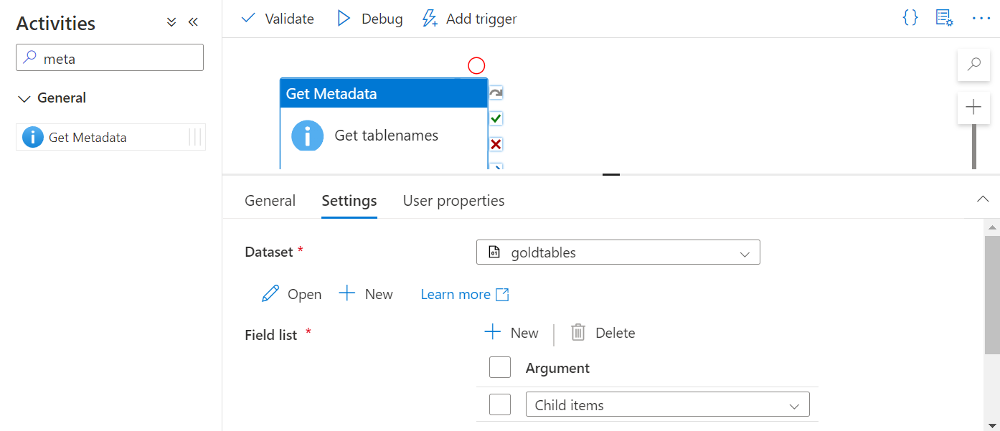 Activities
meta
General
Get Metadata
Validate Debug Add trigger
Get Metadata
Get tablenames
General Settings User properties
Dataset * goldtables
Open New Learn more
Field list * New Delete
Argument
Child items